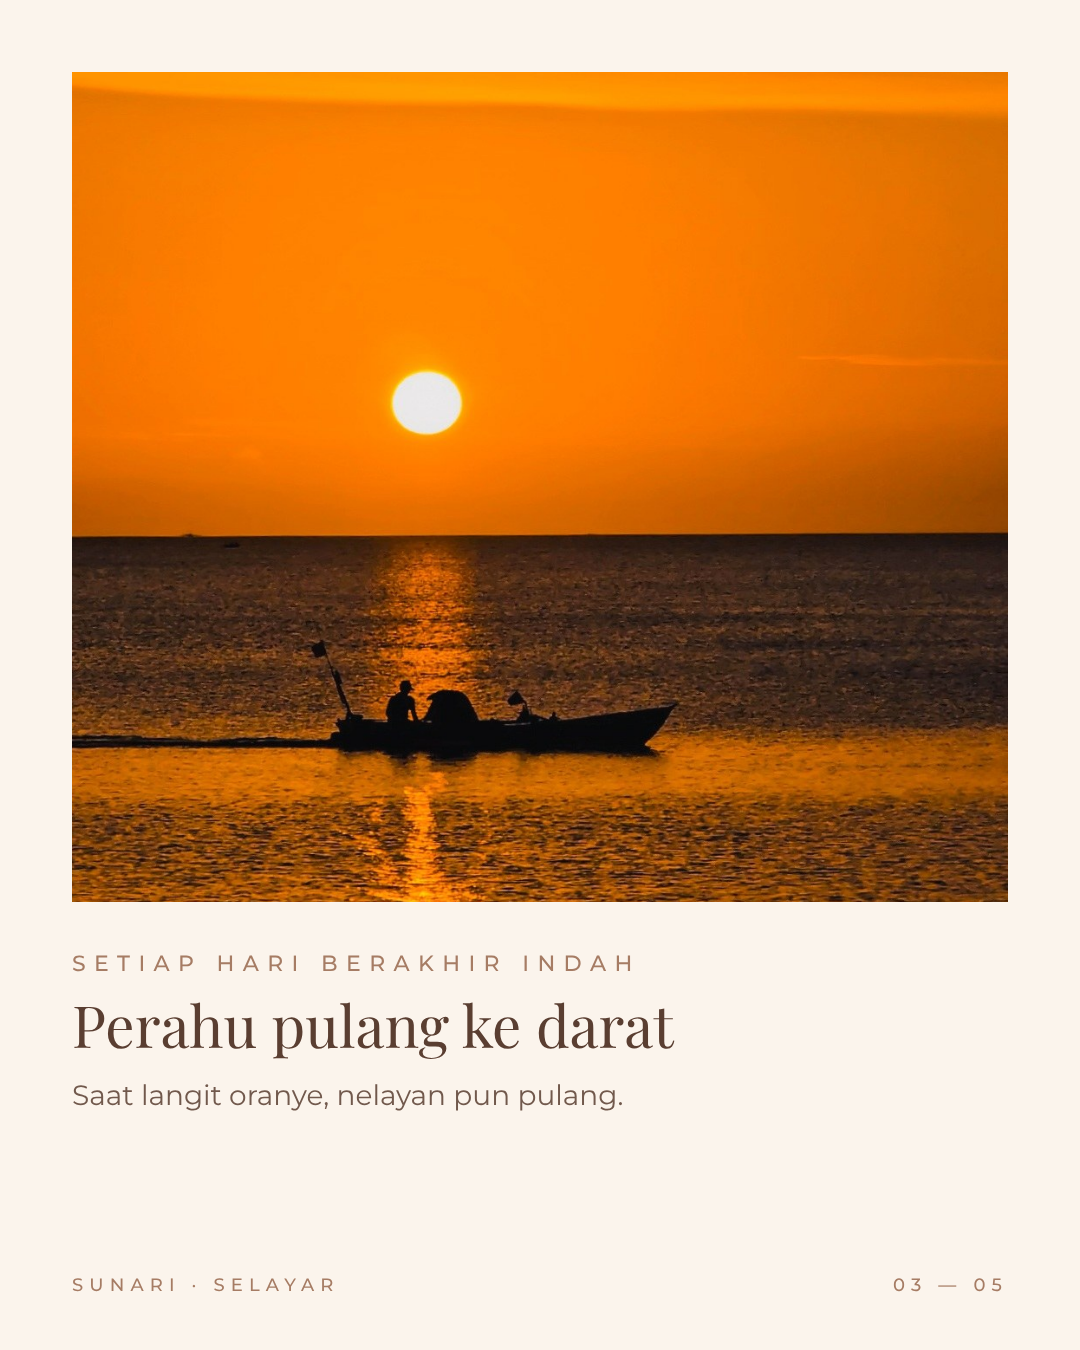 SETIAP HARI BERAKHIR INDAH
Perahu pulang ke darat
Saat langit oranye, nelayan pun pulang.
SUNARI · SELAYAR
03 — 05